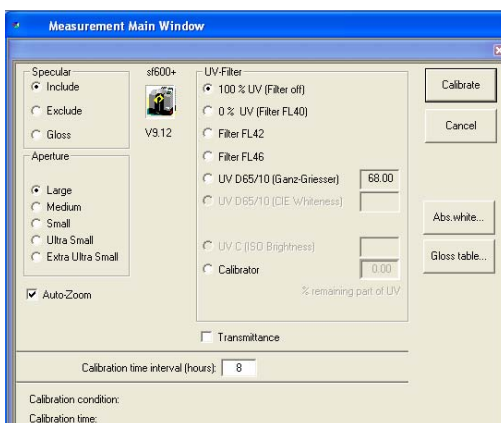 Measurement Main Window
Specular
Include
Exclude
Gloss
sf600+
V9.12
Aperture
Large
Medium
Small
Ultra Small
Extra Ultra Small
Auto-Zoom
UV-Filter
100 % UV (Filter off)
0 % UV (Filter FL40)
Filter FL42
Filter FL46
UV D65/10 (Ganz-Griesser) 68.00
UV D65/10 (CIE Whiteness)
UV C (ISO Brightness)
Calibrator 0.00
% remaining part of UV
Transmittance
Calibrate
Cancel
Abs.white...
Gloss table...
Calibration time interval (hours): 8
Calibration condition:
Calibration time: